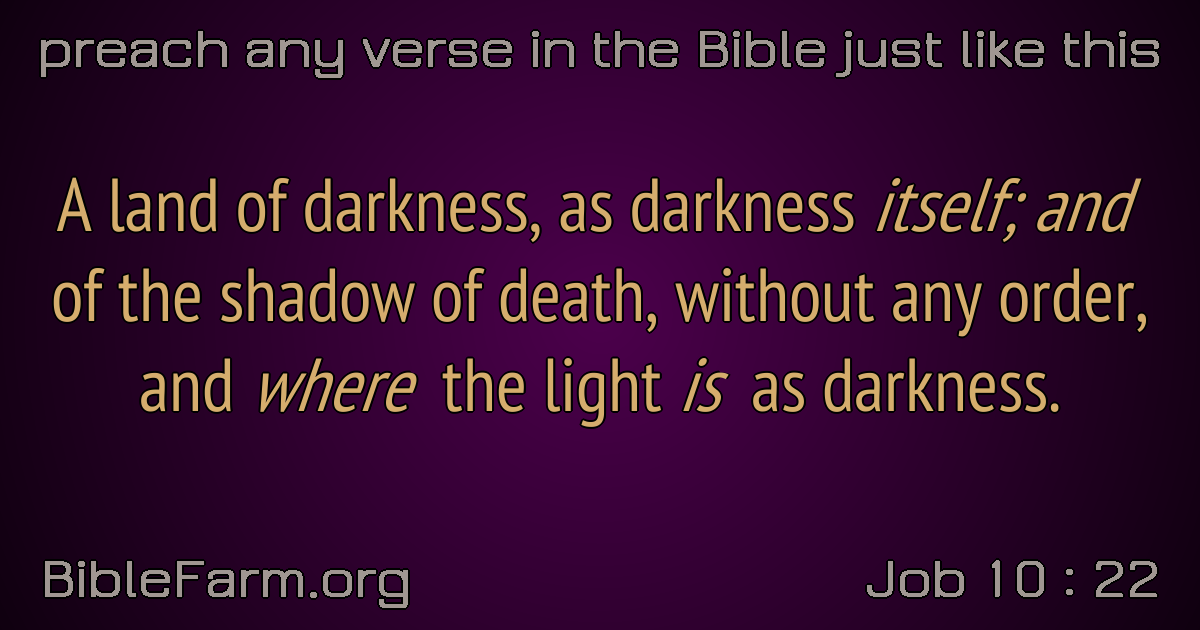 preach any verse in the Bible just like this
A land of darkness, as darkness itself; and
of the shadow of death, without any order,
and where the light is as darkness.
BibleFarm.org
Job 10 : 22